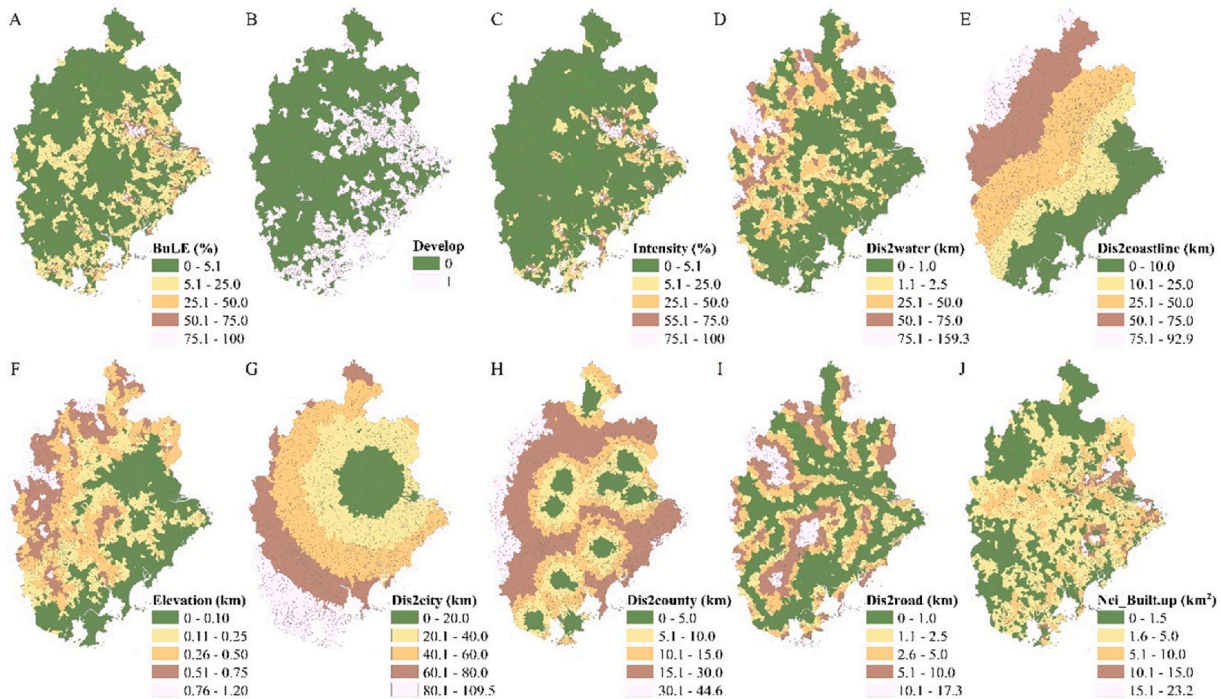 A
B
C
D
E
BuLE (%)
0 - 5.1
5.1 - 25.0
25.1 - 50.0
50.1 - 75.0
75.1 - 100
Develop
0
1
Intensity (%)
0 - 5.1
5.1 - 25.0
25.1 - 50.0
55.1 - 75.0
75.1 - 100
Dis2water (km)
0 - 1.0
1.1 - 2.5
25.1 - 50.0
50.1 - 75.0
75.1 - 159.3
Dis2coastline (km)
0 - 10.0
10.1 - 25.0
25.1 - 50.0
50.1 - 75.0
75.1 - 92.9
F
G
H
I
J
Elevation (km)
0 - 0.10
0.11 - 0.25
0.26 - 0.50
0.51 - 0.75
0.76 - 1.20
Dis2city (km)
0 - 20.0
20.1 - 40.0
40.1 - 60.0
60.1 - 80.0
80.1 - 109.5
Dis2county (km)
0 - 5.0
5.1 - 10.0
10.1 - 15.0
15.1 - 30.0
30.1 - 44.6
Dis2road (km)
0 - 1.0
1.1 - 2.5
2.6 - 5.0
5.1 - 10.0
10.1 - 17.3
Nei_Built.up (km²)
0 - 1.5
1.6 - 5.0
5.1 - 10.0
10.1 - 15.0
15.1 - 23.2